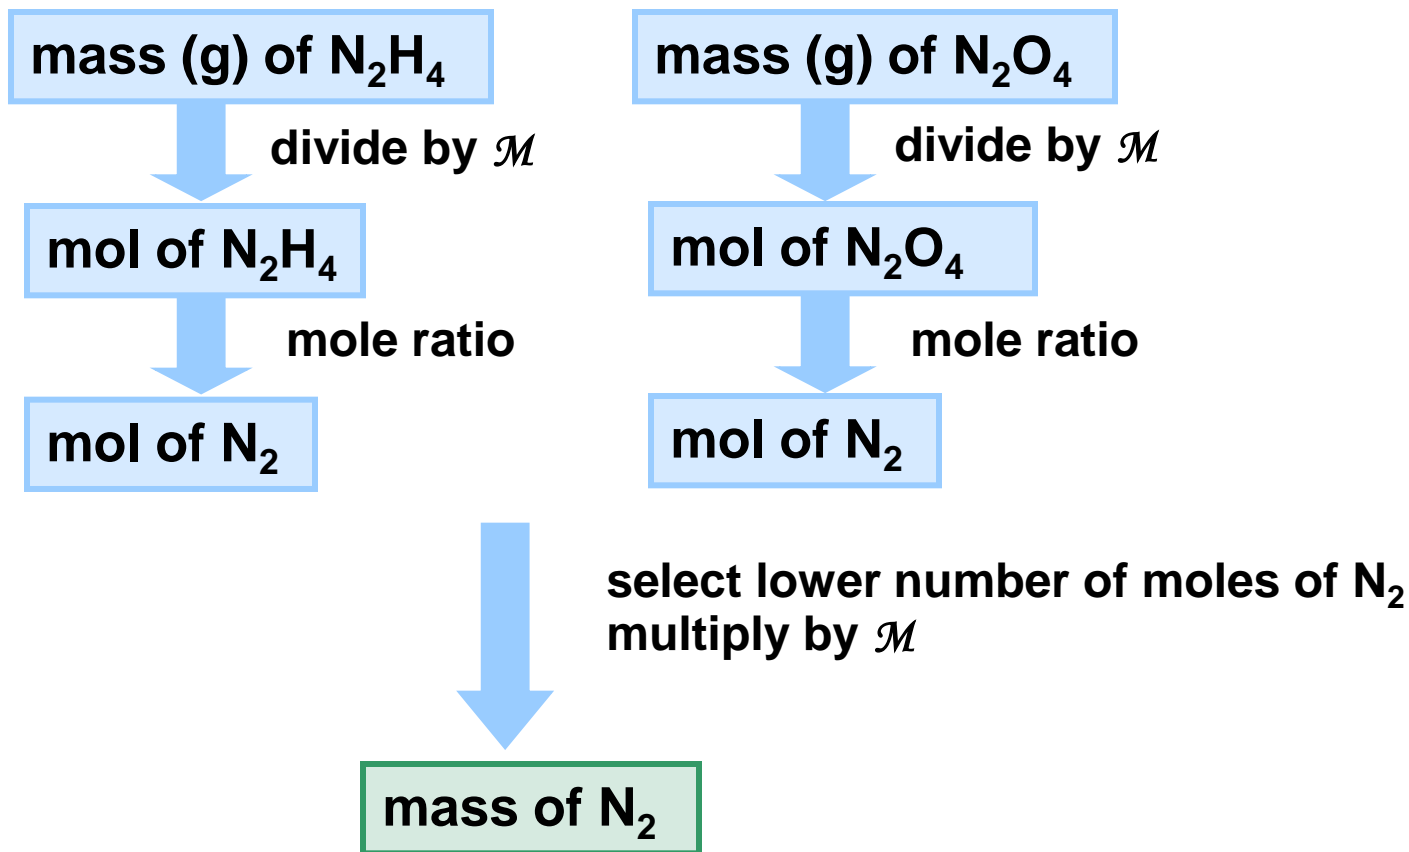 mass (g) of N₂H₄
mass (g) of N₂O₄
divide by ℳ
divide by ℳ
mol of N₂H₄
mol of N₂O₄
mole ratio
mole ratio
mol of N₂
mol of N₂
select lower number of moles of N₂
multiply by ℳ
mass of N₂